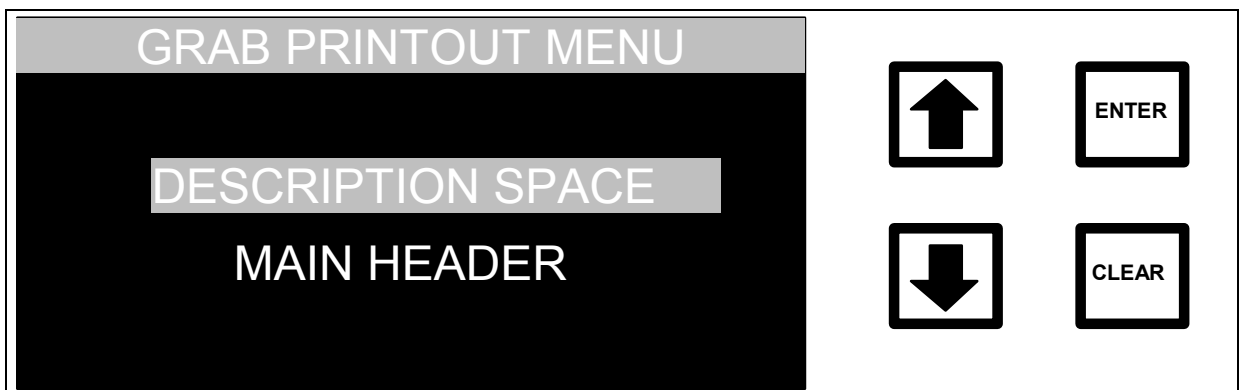 GRAB PRINTOUT MENU
DESCRIPTION SPACE
MAIN HEADER
ENTER
CLEAR